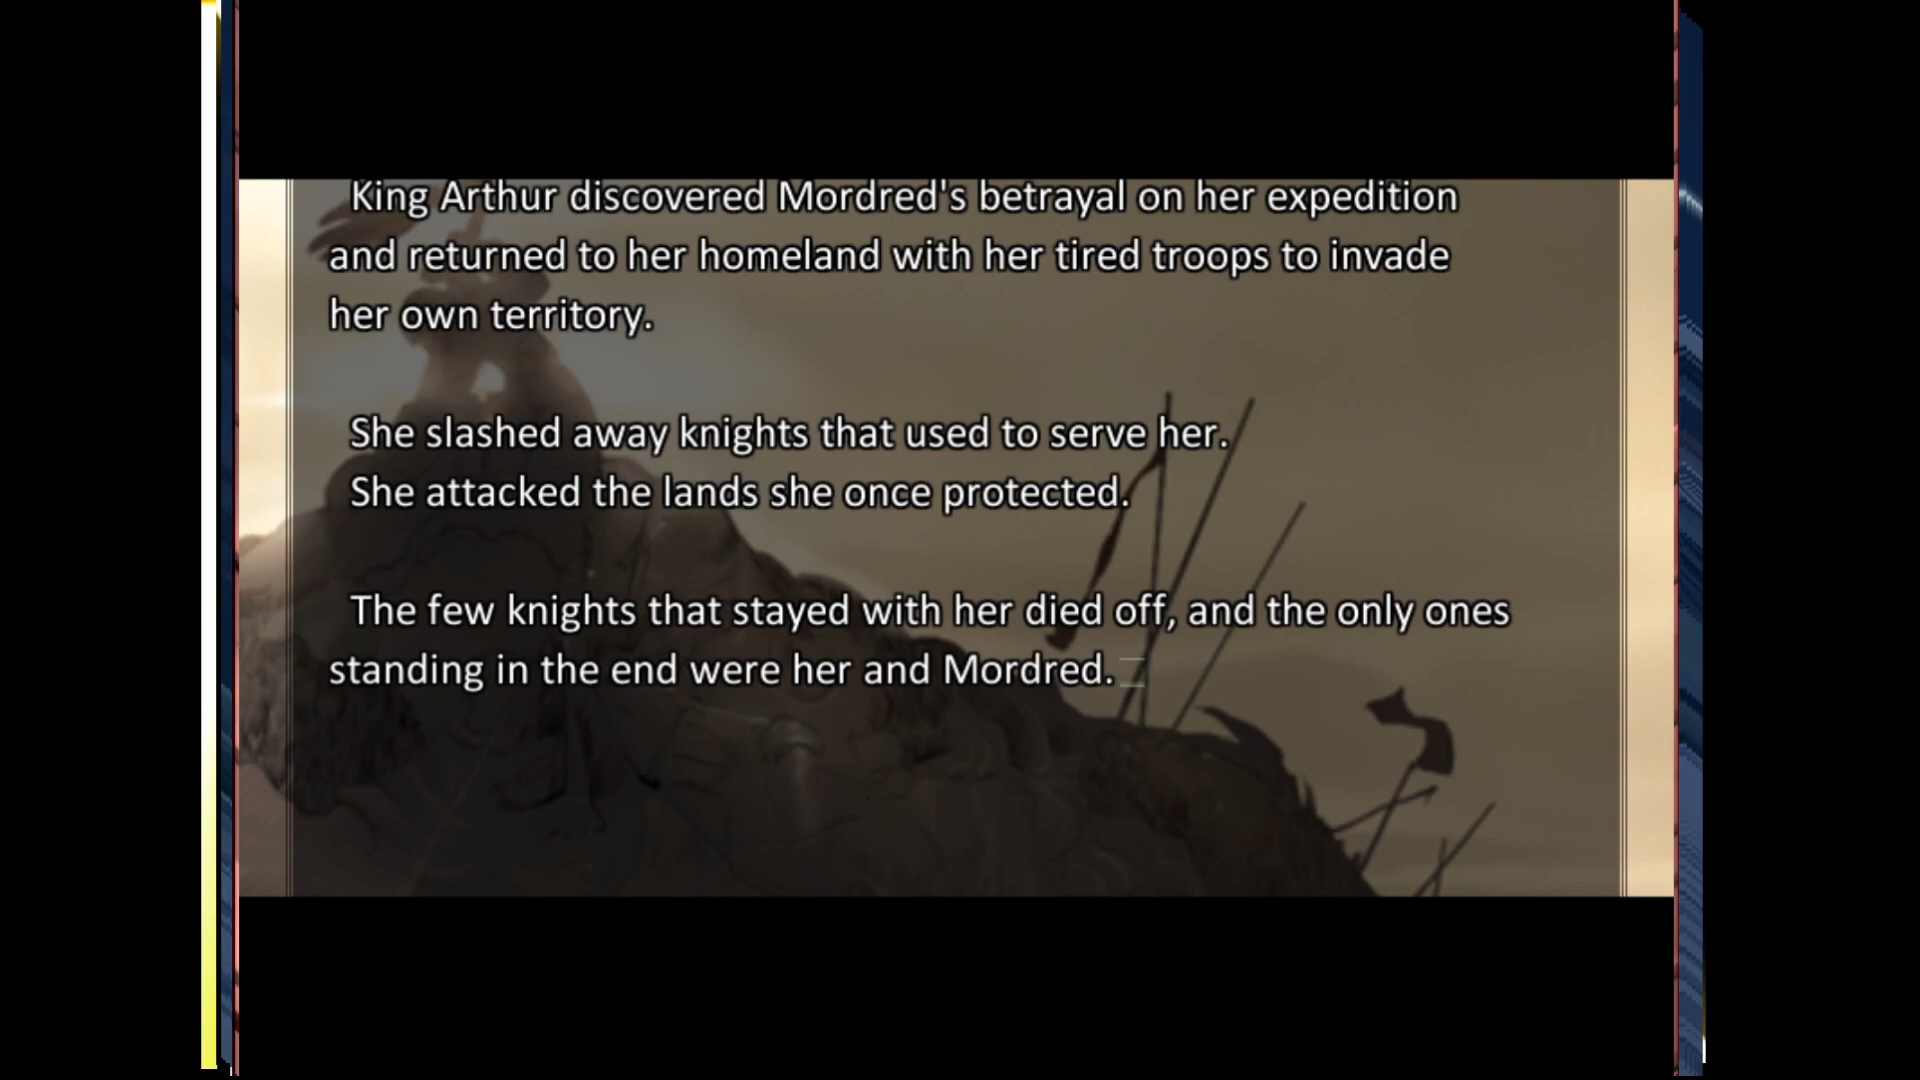 King Arthur discovered Mordred's betrayal on her expedition
and returned to her homeland with her tired troops to invade
her own territory.
She slashed away knights that used to serve her.
She attacked the lands she once protected.
The few knights that stayed with her died off, and the only ones
standing in the end were her and Mordred.